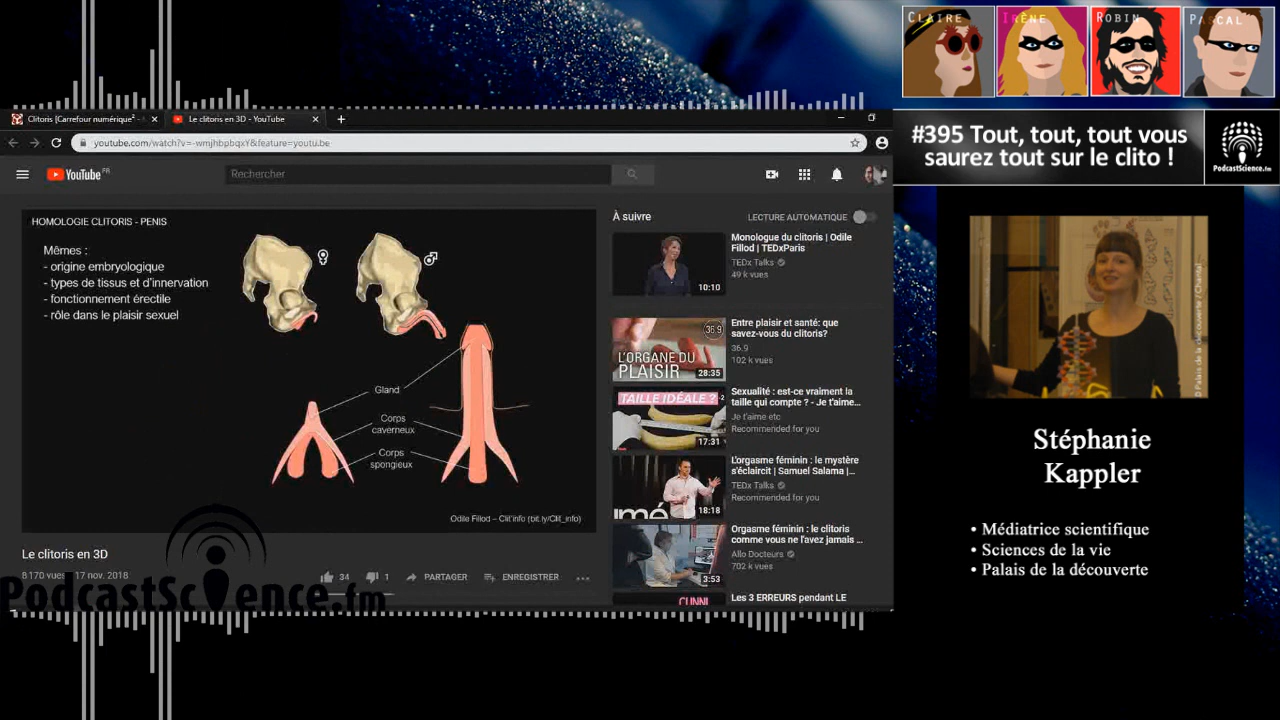 CLAIRE
IRÈNE
ROBIN
PASCAL
Clitoris [Carrefour numérique² -
Le clitoris en 3D - YouTube
youtube.com/watch?v=-wmjhbpbqxY&feature=youtu.be
YouTube FR
Rechercher
HOMOLOGIE CLITORIS - PENIS
Mêmes :
- origine embryologique
- types de tissus et d'innervation
- fonctionnement érectile
- rôle dans le plaisir sexuel
♀
♂
Gland
Corps
caverneux
Corps
spongieux
Odile Fillod – Clit'info (bit.ly/Clit_info)
Le clitoris en 3D
8 170 vues · 17 nov. 2018
34
1
PARTAGER
ENREGISTRER
PodcastScience.fm
À suivre
LECTURE AUTOMATIQUE
Monologue du clitoris | Odile
Fillod | TEDxParis
TEDx Talks
49 k vues
10:10
Entre plaisir et santé: que
savez-vous du clitoris?
36.9
102 k vues
36.9
L'ORGANE DU
PLAISIR
28:35
Sexualité : est-ce vraiment la
taille qui compte ? - Je t'aime...
Je t'aime etc
Recommended for you
TAILLE IDÉALE ?
17:31
L'orgasme féminin : le mystère
s'éclaircit | Samuel Salama |...
TEDx Talks
Recommended for you
18:18
Orgasme féminin : le clitoris
comme vous ne l'avez jamais ...
Allo Docteurs
702 k vues
3:53
Les 3 ERREURS pendant LE
CUNNI
#395 Tout, tout, tout vous
saurez tout sur le clito !
PodcastScience.fm
© Palais de la découverte / Chantal
Stéphanie
Kappler
• Médiatrice scientifique
• Sciences de la vie
• Palais de la découverte